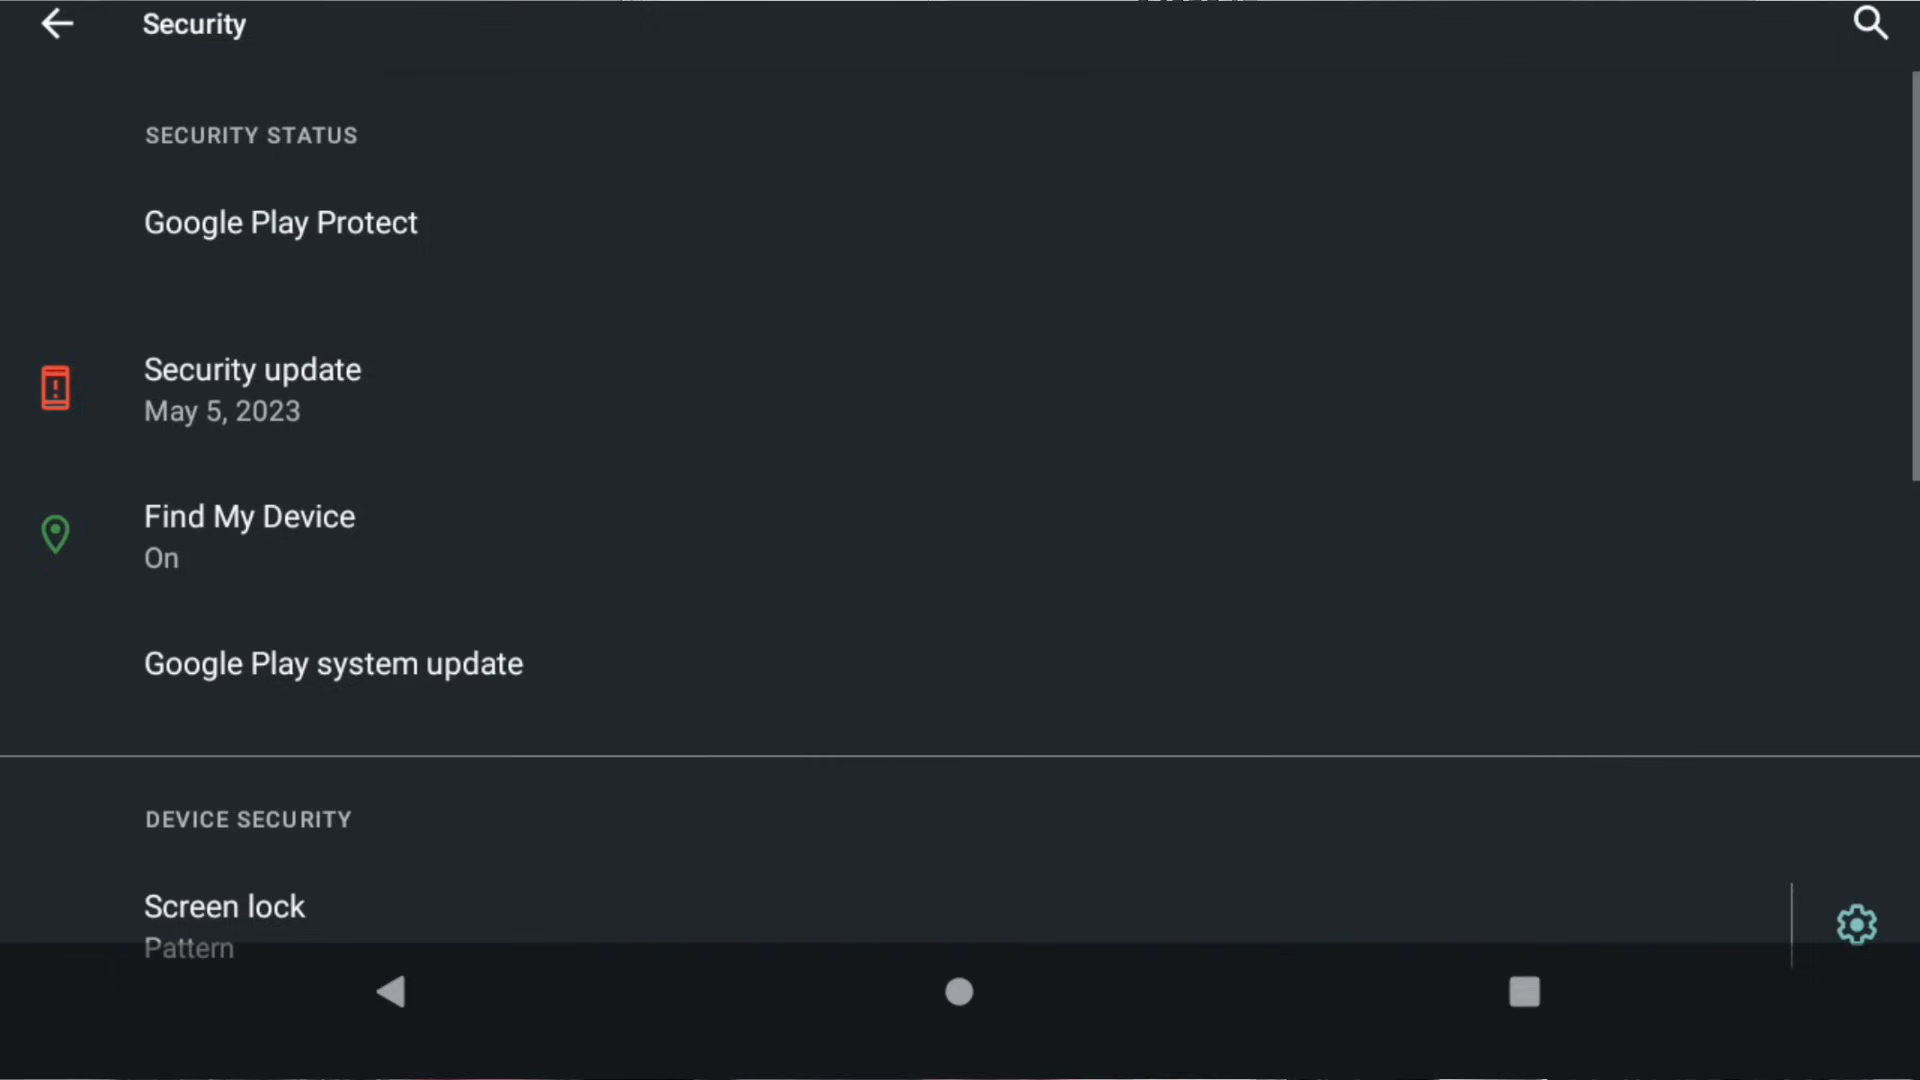 Security
SECURITY STATUS
Google Play Protect
Security update
May 5, 2023
Find My Device
On
Google Play system update
DEVICE SECURITY
Screen lock
Pattern